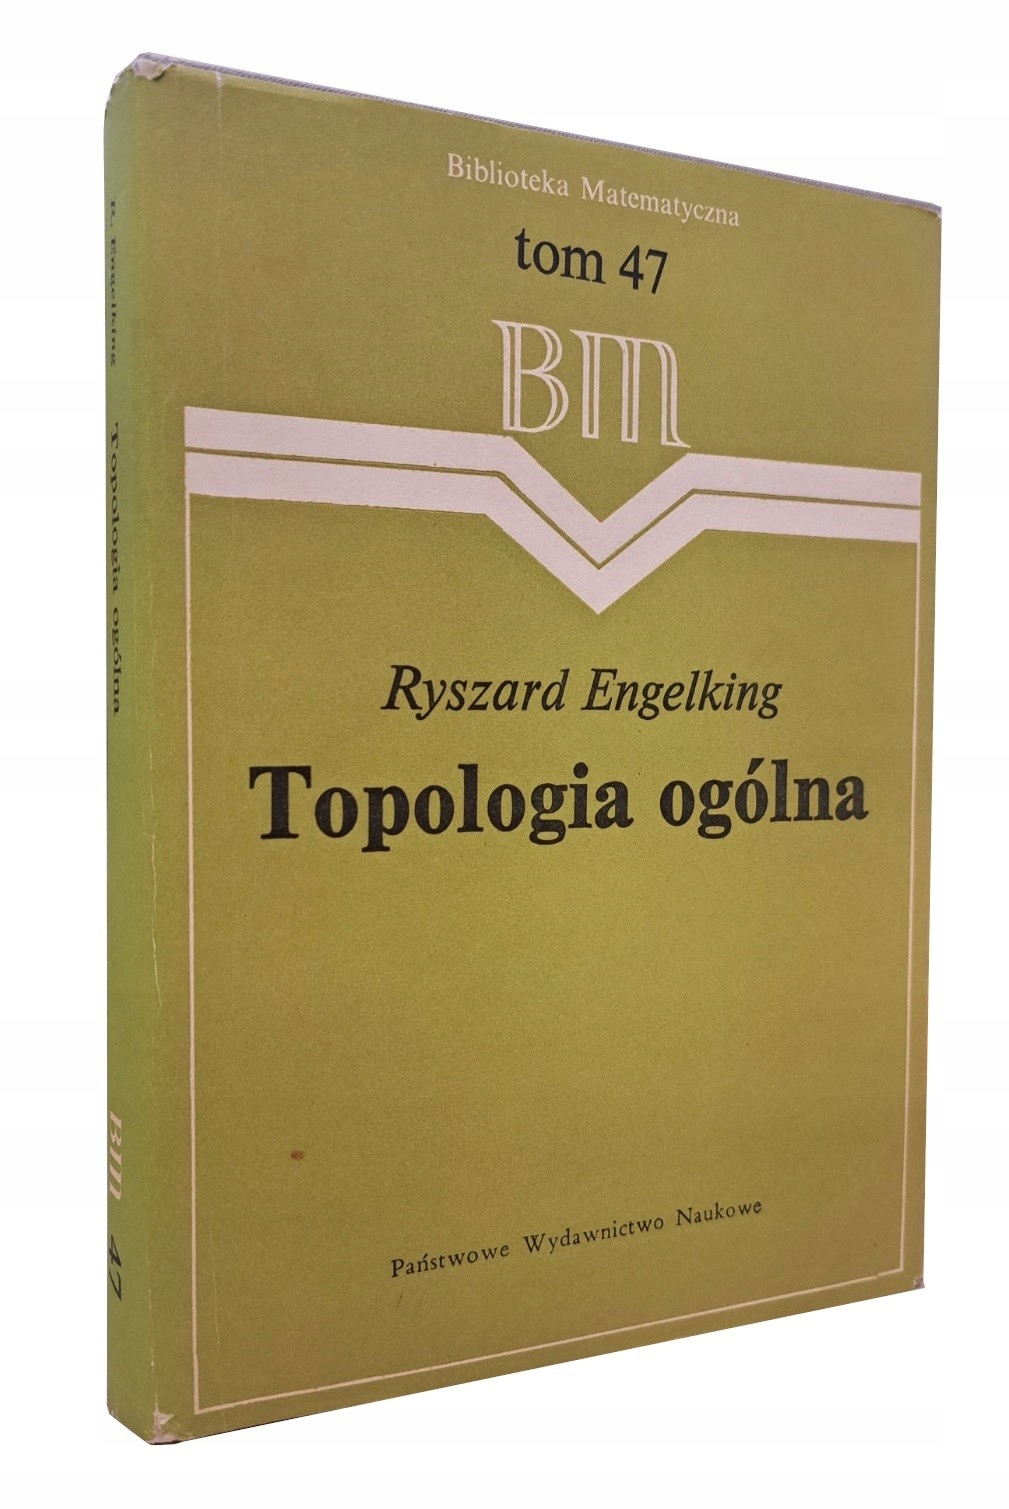 Biblioteka Matematyczna
tom 47
BM
Ryszard Engelking
Topologia ogólna
Państwowe Wydawnictwo Naukowe
R. Engelking Topologia ogólna BM 47